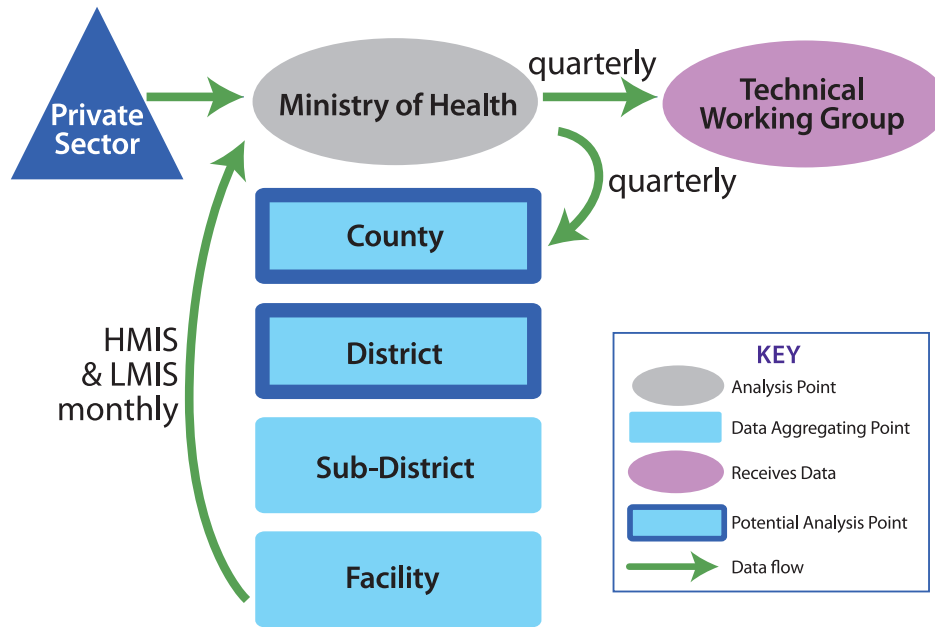 Private
Sector
Ministry of Health
quarterly
Technical
Working Group
quarterly
County
District
Sub-District
Facility
HMIS
& LMIS
monthly
KEY
Analysis Point
Data Aggregating Point
Receives Data
Potential Analysis Point
Data flow